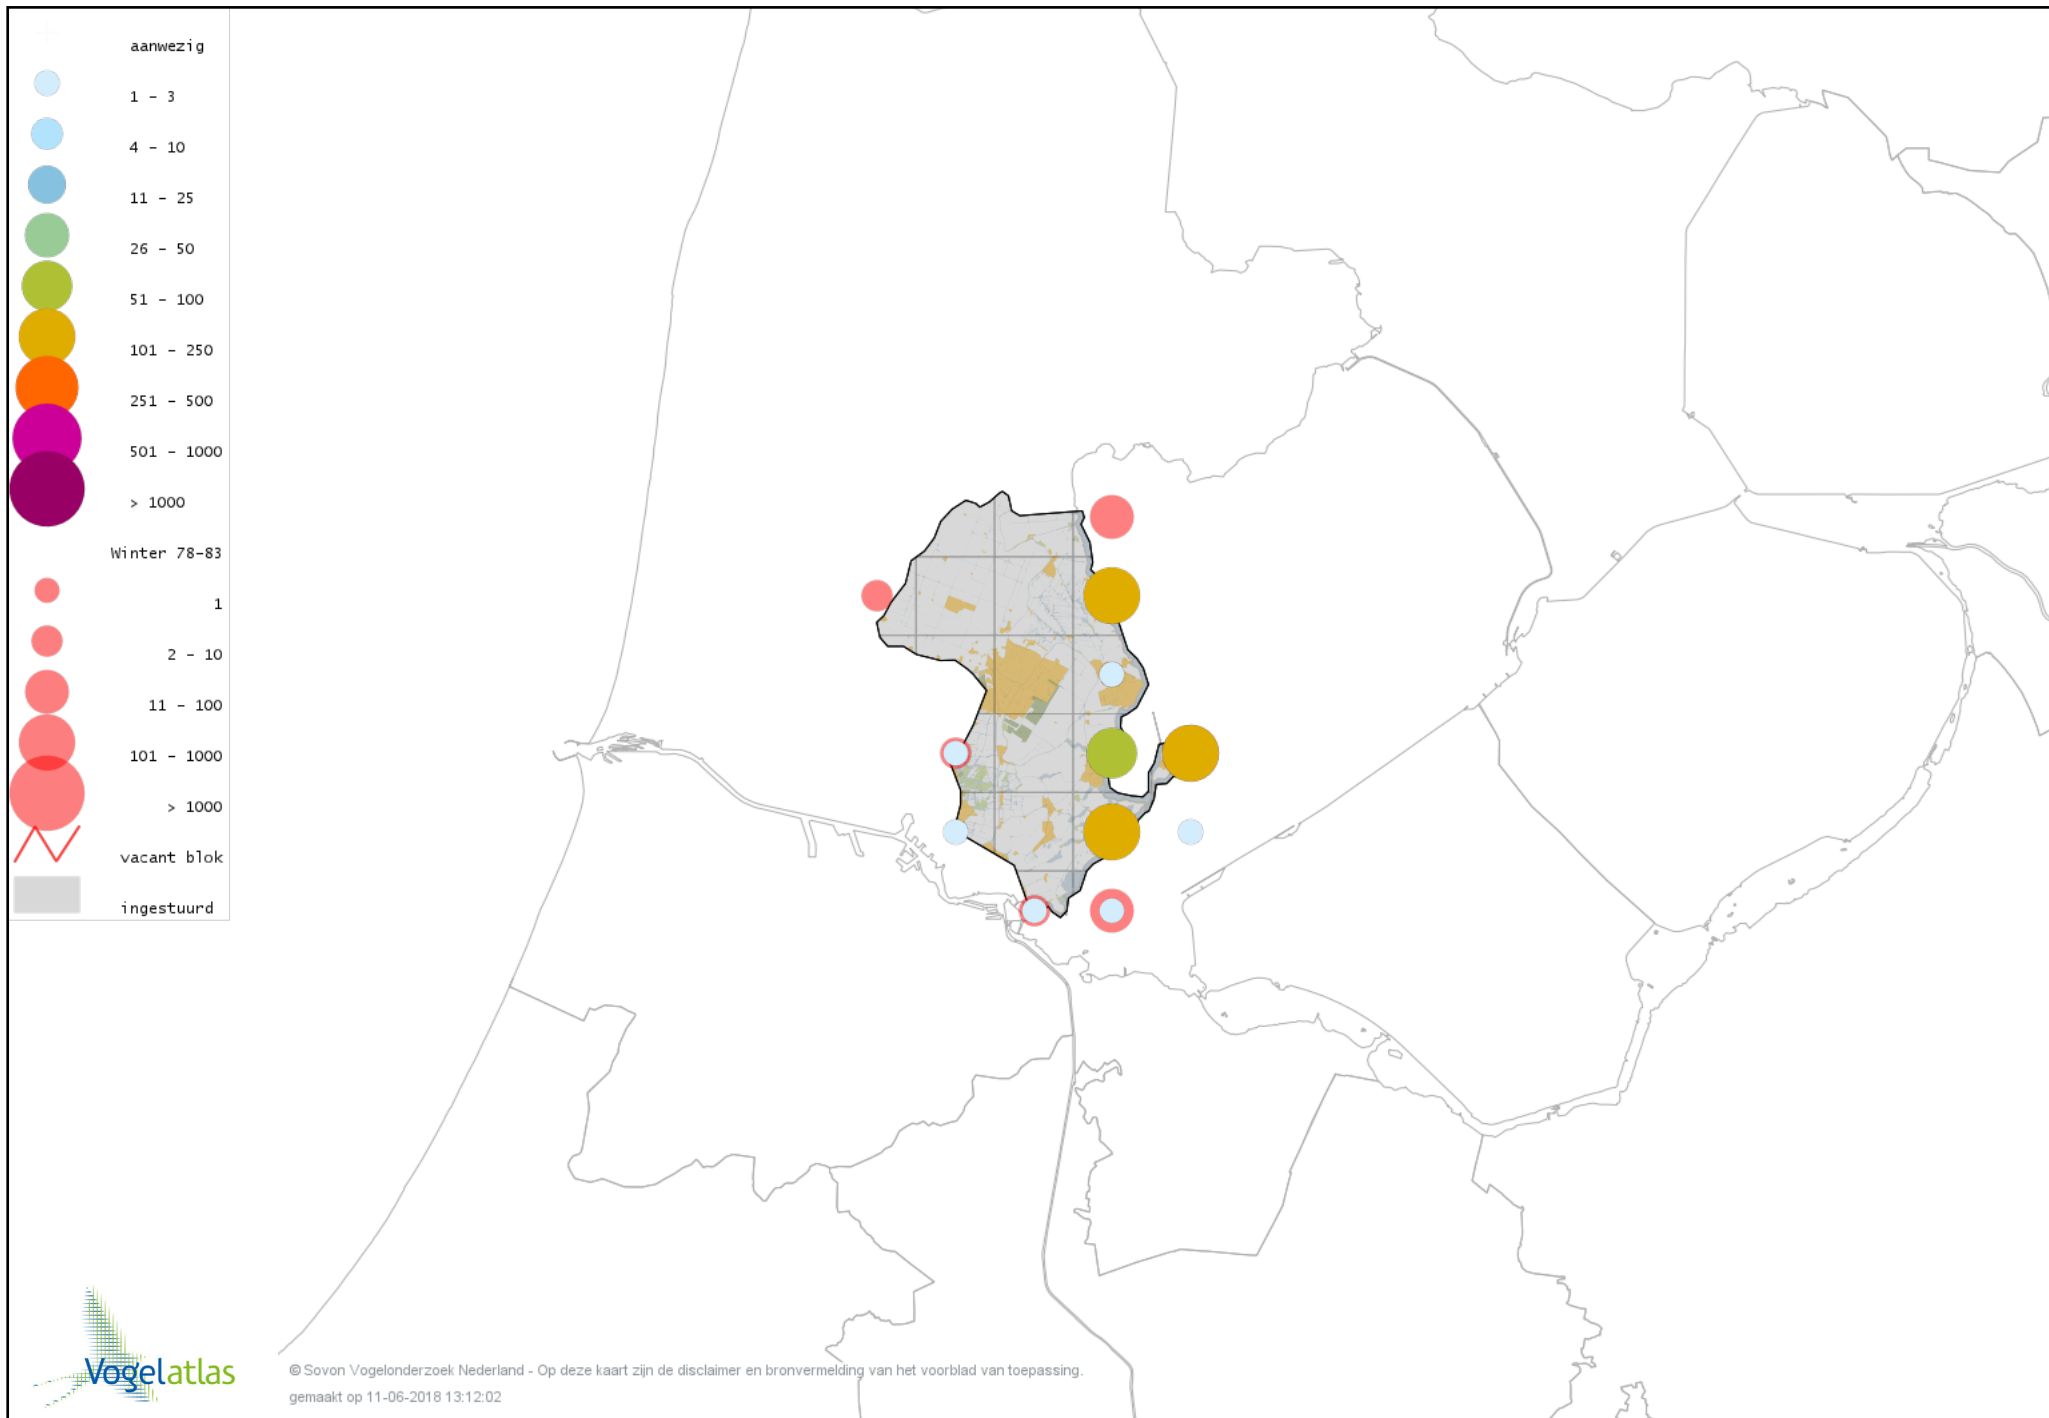 aanwezig
1 - 3
4 - 10
11 - 25
26 - 50
51 - 100
101 - 250
251 - 500
501 - 1000
> 1000
Winter 78-83
1
2 - 10
11 - 100
101 - 1000
> 1000
vacant blok
ingestuurd
Vogelatlas
© Sovon Vogelonderzoek Nederland - Op deze kaart zijn de disclaimer en bronvermelding van het voorblad van toepassing.
gemaakt op 11-06-2018 13:12:02